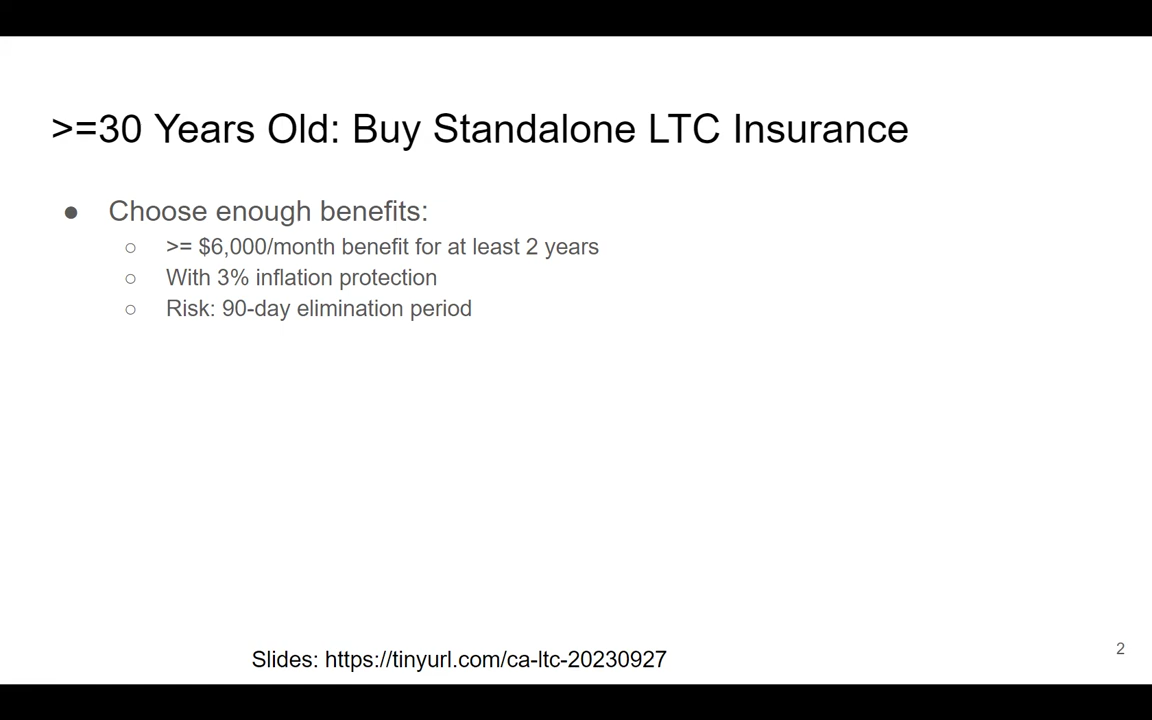 >=30 Years Old: Buy Standalone LTC Insurance
● Choose enough benefits:
○ >= $6,000/month benefit for at least 2 years
○ With 3% inflation protection
○ Risk: 90-day elimination period
Slides: https://tinyurl.com/ca-ltc-20230927
2